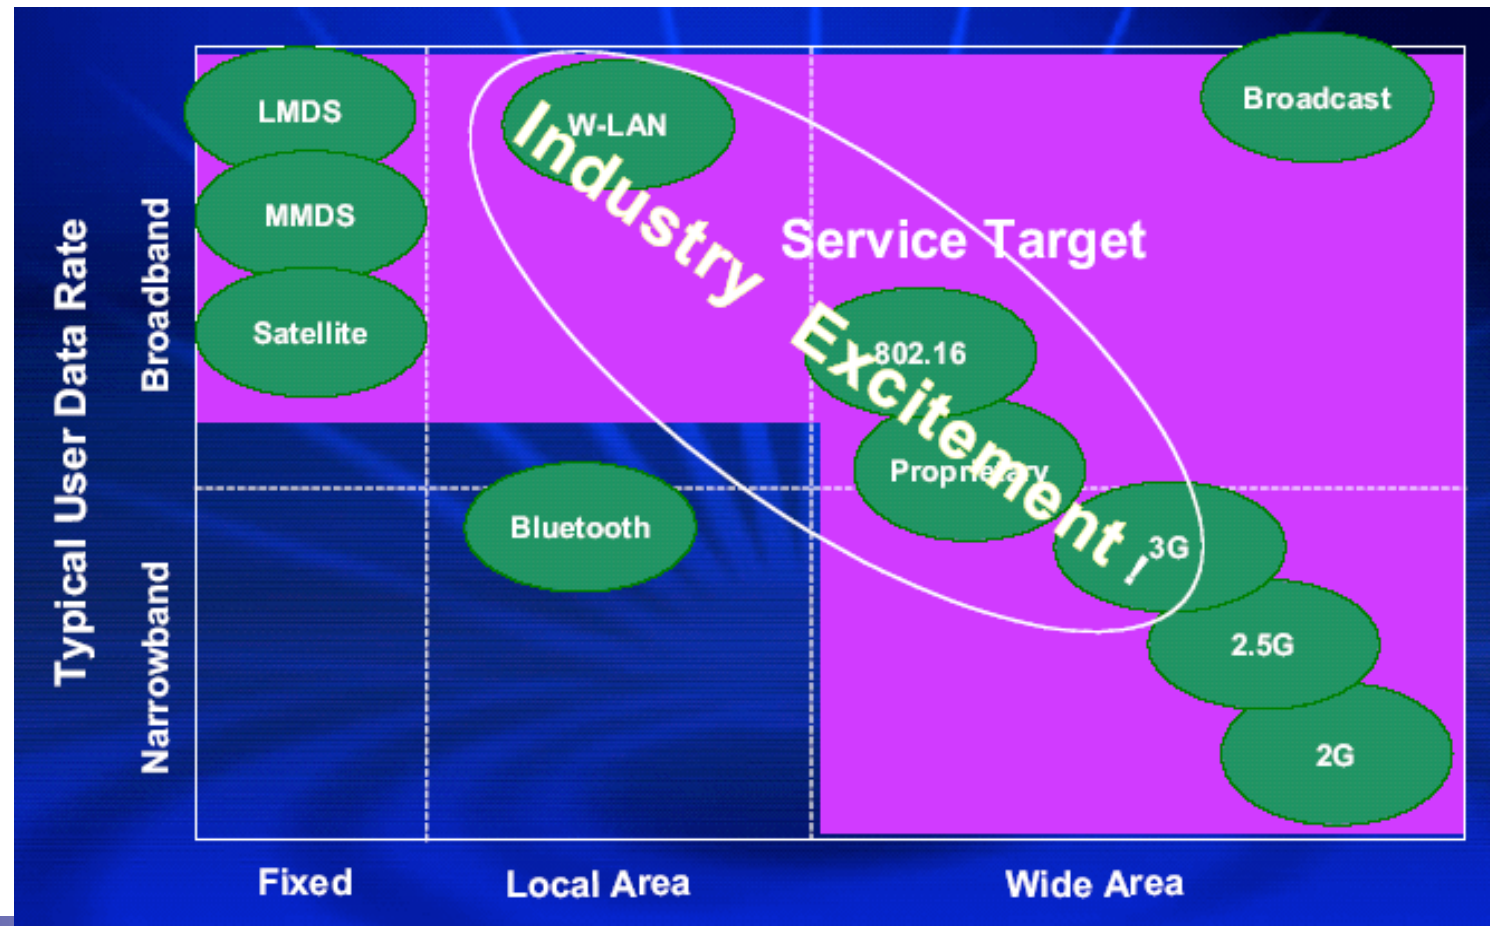 LMDS
W-LAN
Broadcast
MMDS
Service Target
Satellite
802.16
Industry Excitement !
Proprietary
Bluetooth
3G
2.5G
2G
Typical User Data Rate
Broadband
Narrowband
Fixed
Local Area
Wide Area